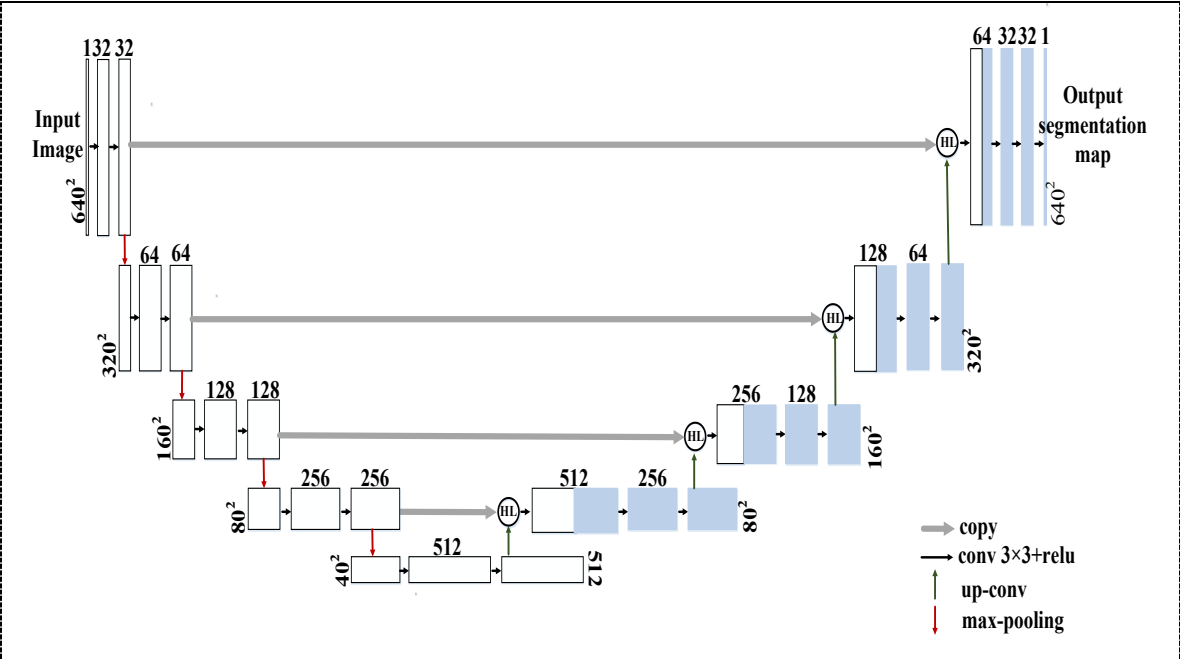 1 32 32
Input
Image
640²
HL
64 32 32 1
Output
segmentation
map
640²
64 64
320²
HL
128 64
320²
128 128
160²
HL
256 128
160²
256 256
80²
HL
512 256
80²
512
40²
512
copy
conv 3×3+relu
up-conv
max-pooling